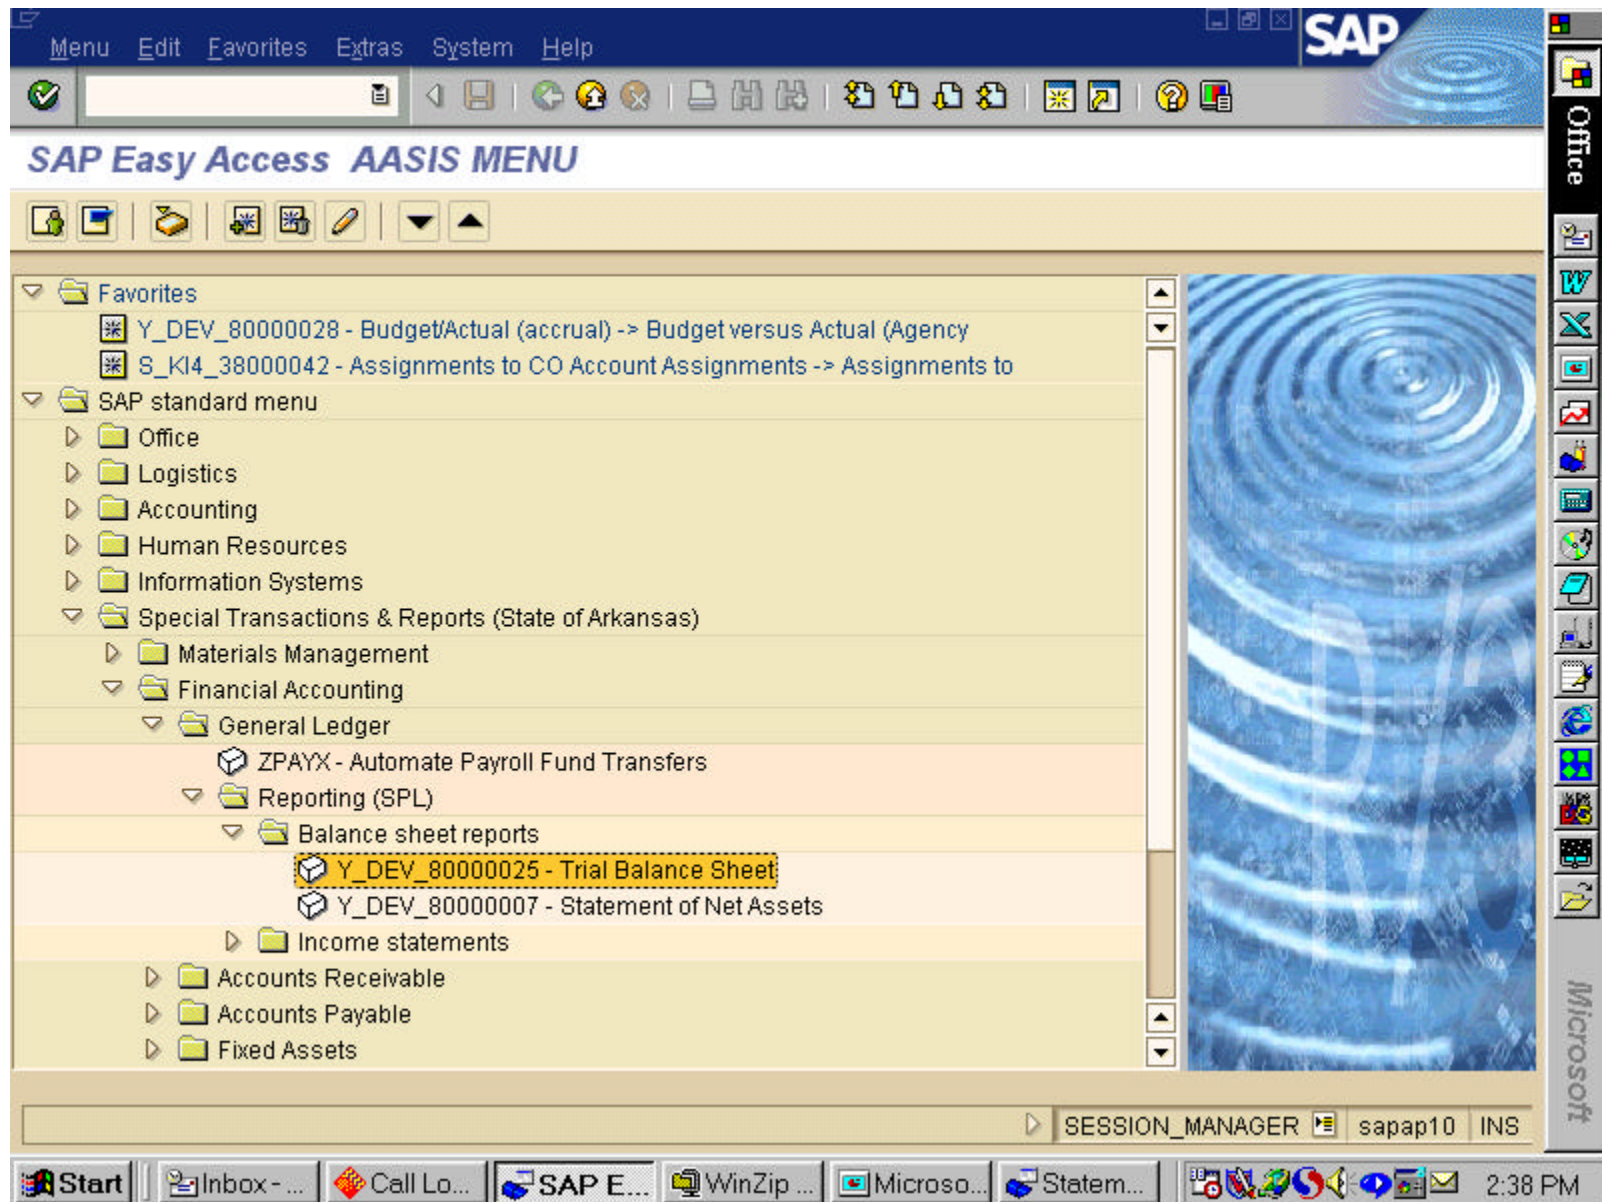 Menu Edit Favorites Extras System Help
SAP
SAP Easy Access AASIS MENU
Favorites
Y_DEV_80000028 - Budget/Actual (accrual) -> Budget versus Actual (Agency
S_KI4_38000042 - Assignments to CO Account Assignments -> Assignments to
SAP standard menu
Office
Logistics
Accounting
Human Resources
Information Systems
Special Transactions & Reports (State of Arkansas)
Materials Management
Financial Accounting
General Ledger
ZPAYX - Automate Payroll Fund Transfers
Reporting (SPL)
Balance sheet reports
Y_DEV_80000025 - Trial Balance Sheet
Y_DEV_80000007 - Statement of Net Assets
Income statements
Accounts Receivable
Accounts Payable
Fixed Assets
SESSION_MANAGER sapap10 INS
Office
Microsoft
Start Inbox - ... Call Lo... SAP E... WinZip ... Microso... Statem... 2:38 PM